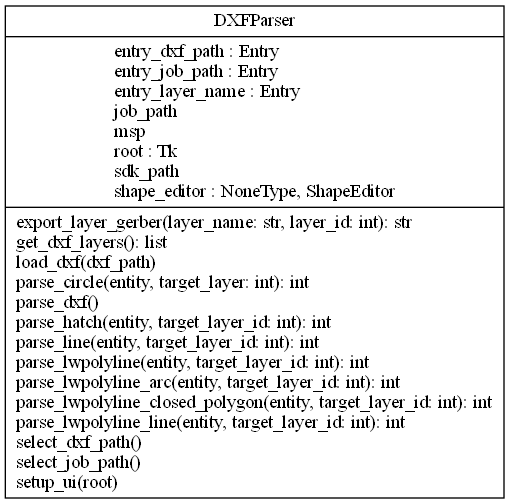 DXFParser
entry_dxf_path : Entry
entry_job_path : Entry
entry_layer_name : Entry
job_path
msp
root : Tk
sdk_path
shape_editor : NoneType, ShapeEditor
export_layer_gerber(layer_name: str, layer_id: int): str
get_dxf_layers(): list
load_dxf(dxf_path)
parse_circle(entity, target_layer: int): int
parse_dxf()
parse_hatch(entity, target_layer_id: int): int
parse_line(entity, target_layer_id: int): int
parse_lwpolyline(entity, target_layer_id: int): int
parse_lwpolyline_arc(entity, target_layer_id: int): int
parse_lwpolyline_closed_polygon(entity, target_layer_id: int): int
parse_lwpolyline_line(entity, target_layer_id: int): int
select_dxf_path()
select_job_path()
setup_ui(root)